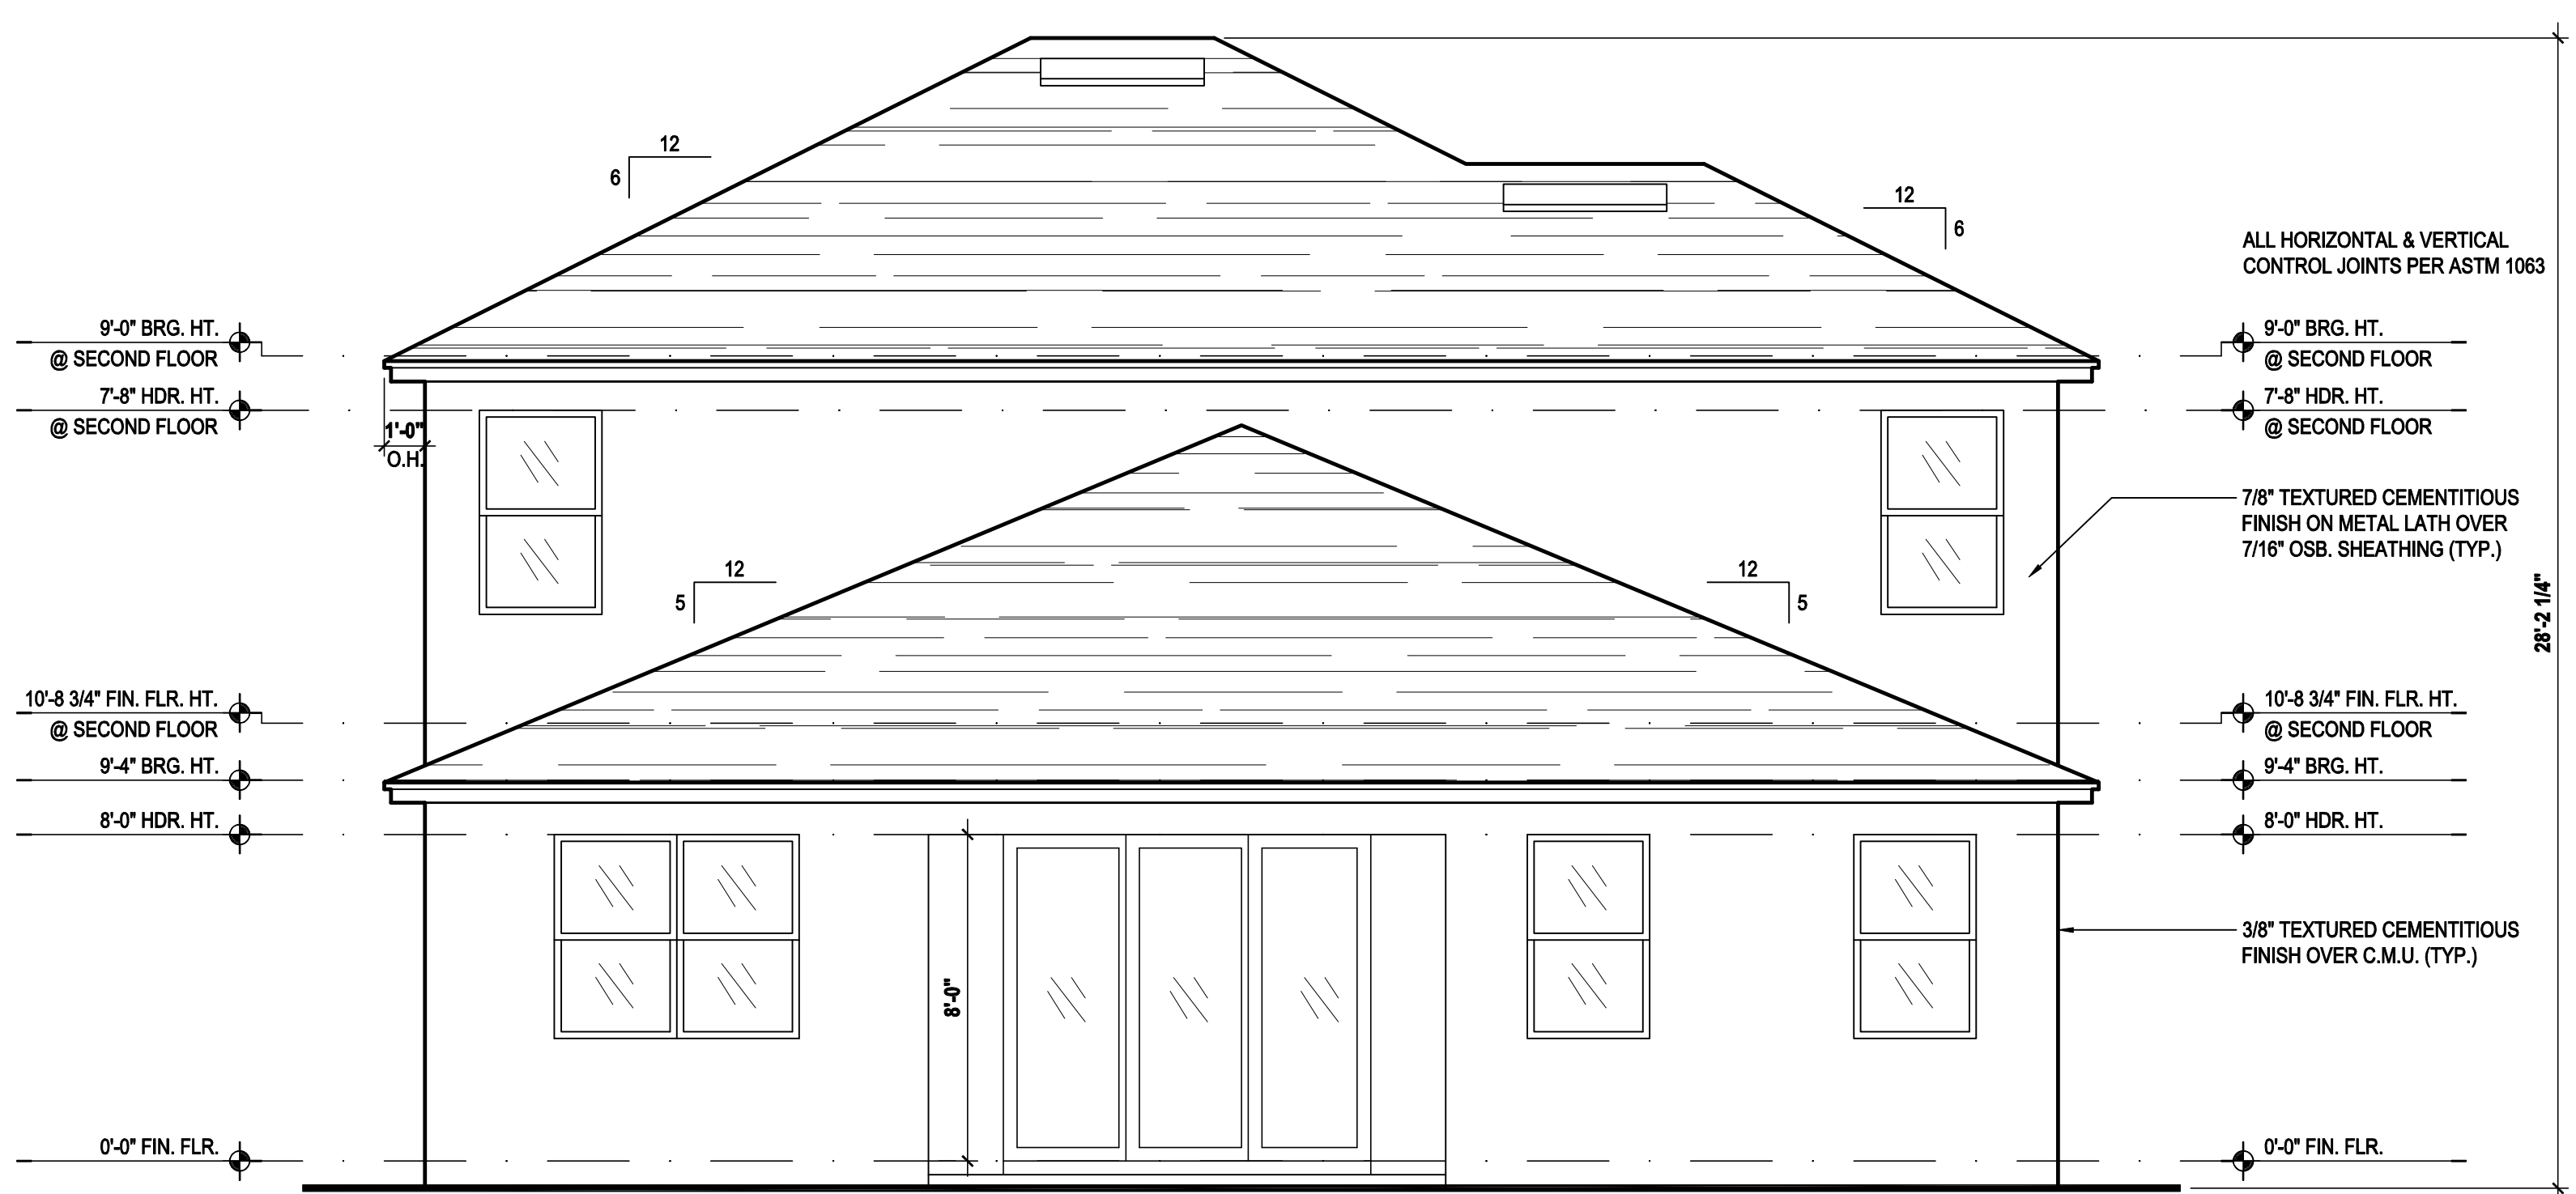 12
6
12
6
ALL HORIZONTAL & VERTICAL
CONTROL JOINTS PER ASTM 1063
9'-0" BRG. HT.
@ SECOND FLOOR
9'-0" BRG. HT.
@ SECOND FLOOR
7'-8" HDR. HT.
@ SECOND FLOOR
7'-8" HDR. HT.
@ SECOND FLOOR
1'-0"
O.H.
7/8" TEXTURED CEMENTITIOUS
FINISH ON METAL LATH OVER
7/16" OSB. SHEATHING (TYP.)
12
5
12
5
28'-2 1/4"
10'-8 3/4" FIN. FLR. HT.
@ SECOND FLOOR
10'-8 3/4" FIN. FLR. HT.
@ SECOND FLOOR
9'-4" BRG. HT.
9'-4" BRG. HT.
8'-0" HDR. HT.
8'-0" HDR. HT.
3/8" TEXTURED CEMENTITIOUS
FINISH OVER C.M.U. (TYP.)
8'-0"
0'-0" FIN. FLR.
0'-0" FIN. FLR.